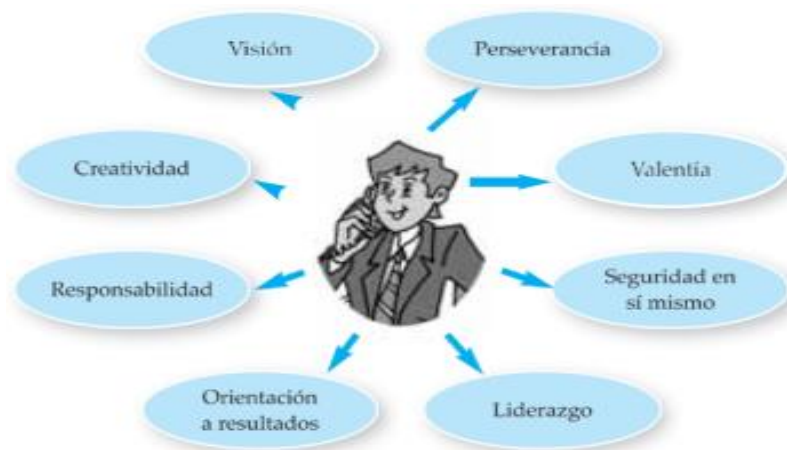 Visión
Perseverancia
Creatividad
Valentía
Responsabilidad
Seguridad en
sí mismo
Orientación
a resultados
Liderazgo